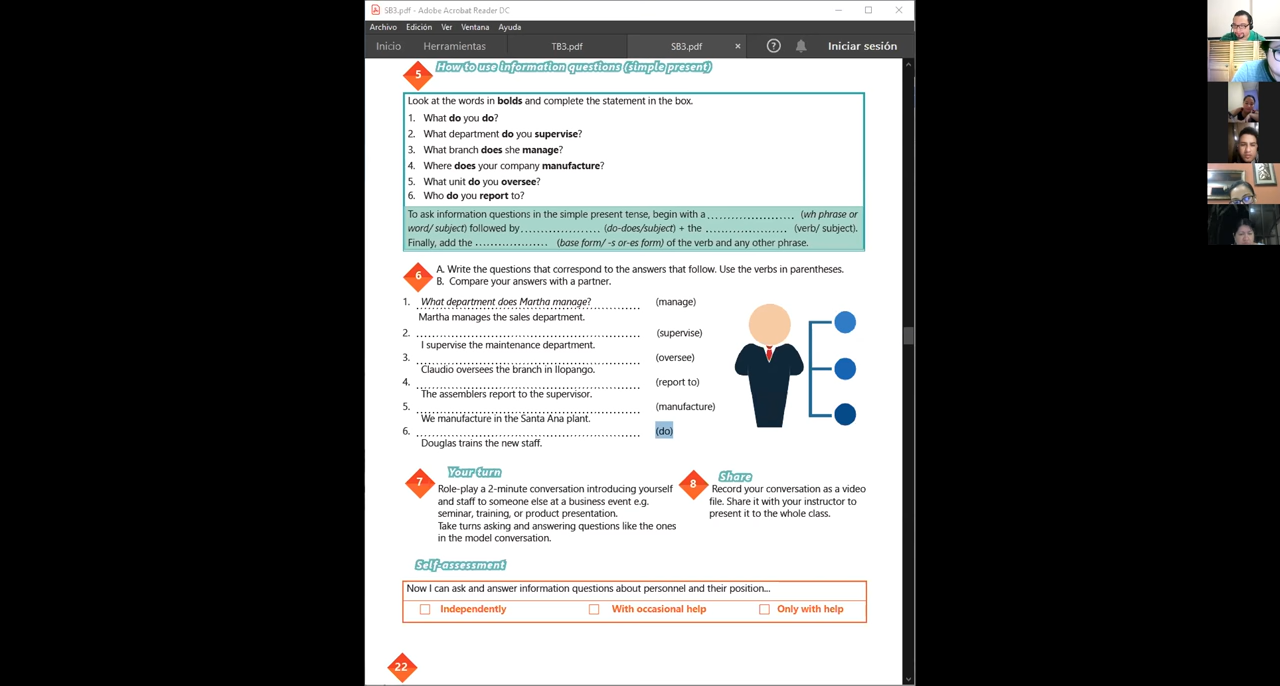 SB3.pdf - Adobe Acrobat Reader DC
Archivo Edición Ver Ventana Ayuda
Inicio Herramientas TB3.pdf SB3.pdf × ? Iniciar sesión
5 How to use information questions (simple present)
Look at the words in bolds and complete the statement in the box.
1. What do you do?
2. What department do you supervise?
3. What branch does she manage?
4. Where does your company manufacture?
5. What unit do you oversee?
6. Who do you report to?
To ask information questions in the simple present tense, begin with a .................... (wh phrase or
word/ subject) followed by .................... (do-does/subject) + the .................... (verb/ subject).
Finally, add the .................... (base form/ -s or-es form) of the verb and any other phrase.
6 A. Write the questions that correspond to the answers that follow. Use the verbs in parentheses.
B. Compare your answers with a partner.
1. What department does Martha manage? (manage)
Martha manages the sales department.
2. .................... (supervise)
I supervise the maintenance department.
3. .................... (oversee)
Claudio oversees the branch in Ilopango.
4. .................... (report to)
The assemblers report to the supervisor.
5. .................... (manufacture)
We manufacture in the Santa Ana plant.
6. .................... (do)
Douglas trains the new staff.
7 Your turn
Role-play a 2-minute conversation introducing yourself
and staff to someone else at a business event e.g.
seminar, training, or product presentation.
Take turns asking and answering questions like the ones
in the model conversation.
8 Share
Record your conversation as a video
file. Share it with your instructor to
present it to the whole class.
Self-assessment
Now I can ask and answer information questions about personnel and their position...
Independently With occasional help Only with help
22